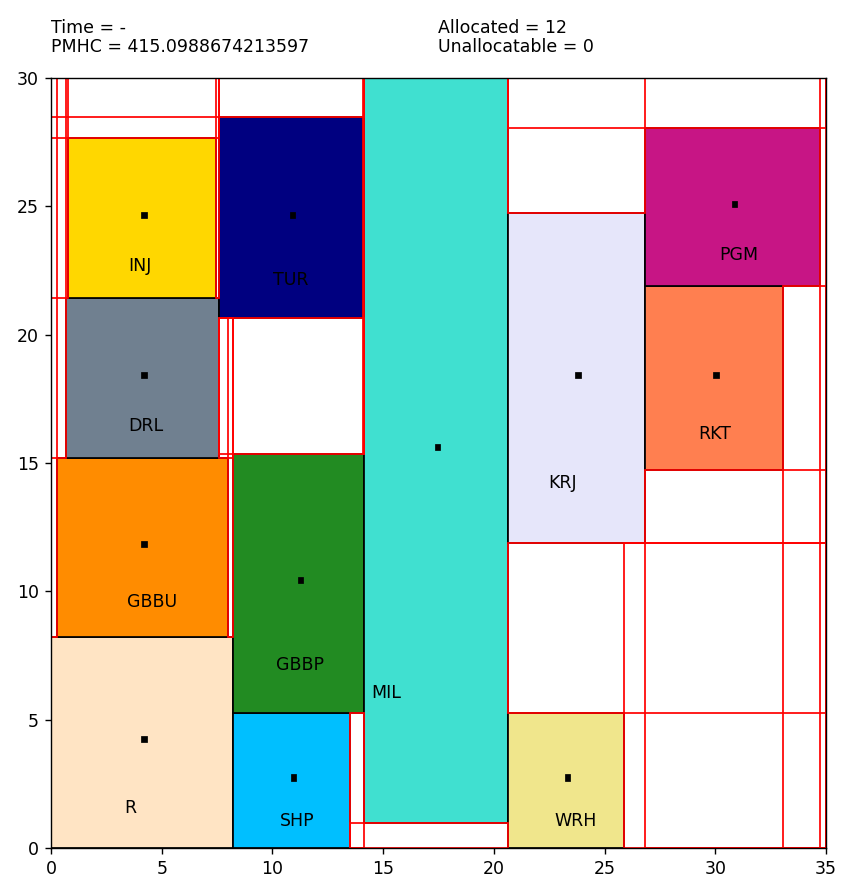 Time = -
Allocated = 12
PMHC = 415.0988674213597
Unallocatable = 0
30
25
20
15
10
5
0
INJ
TUR
PGM
DRL
RKT
KRJ
GBBU
GBBP
MIL
R
SHP
WRH
0 5 10 15 20 25 30 35